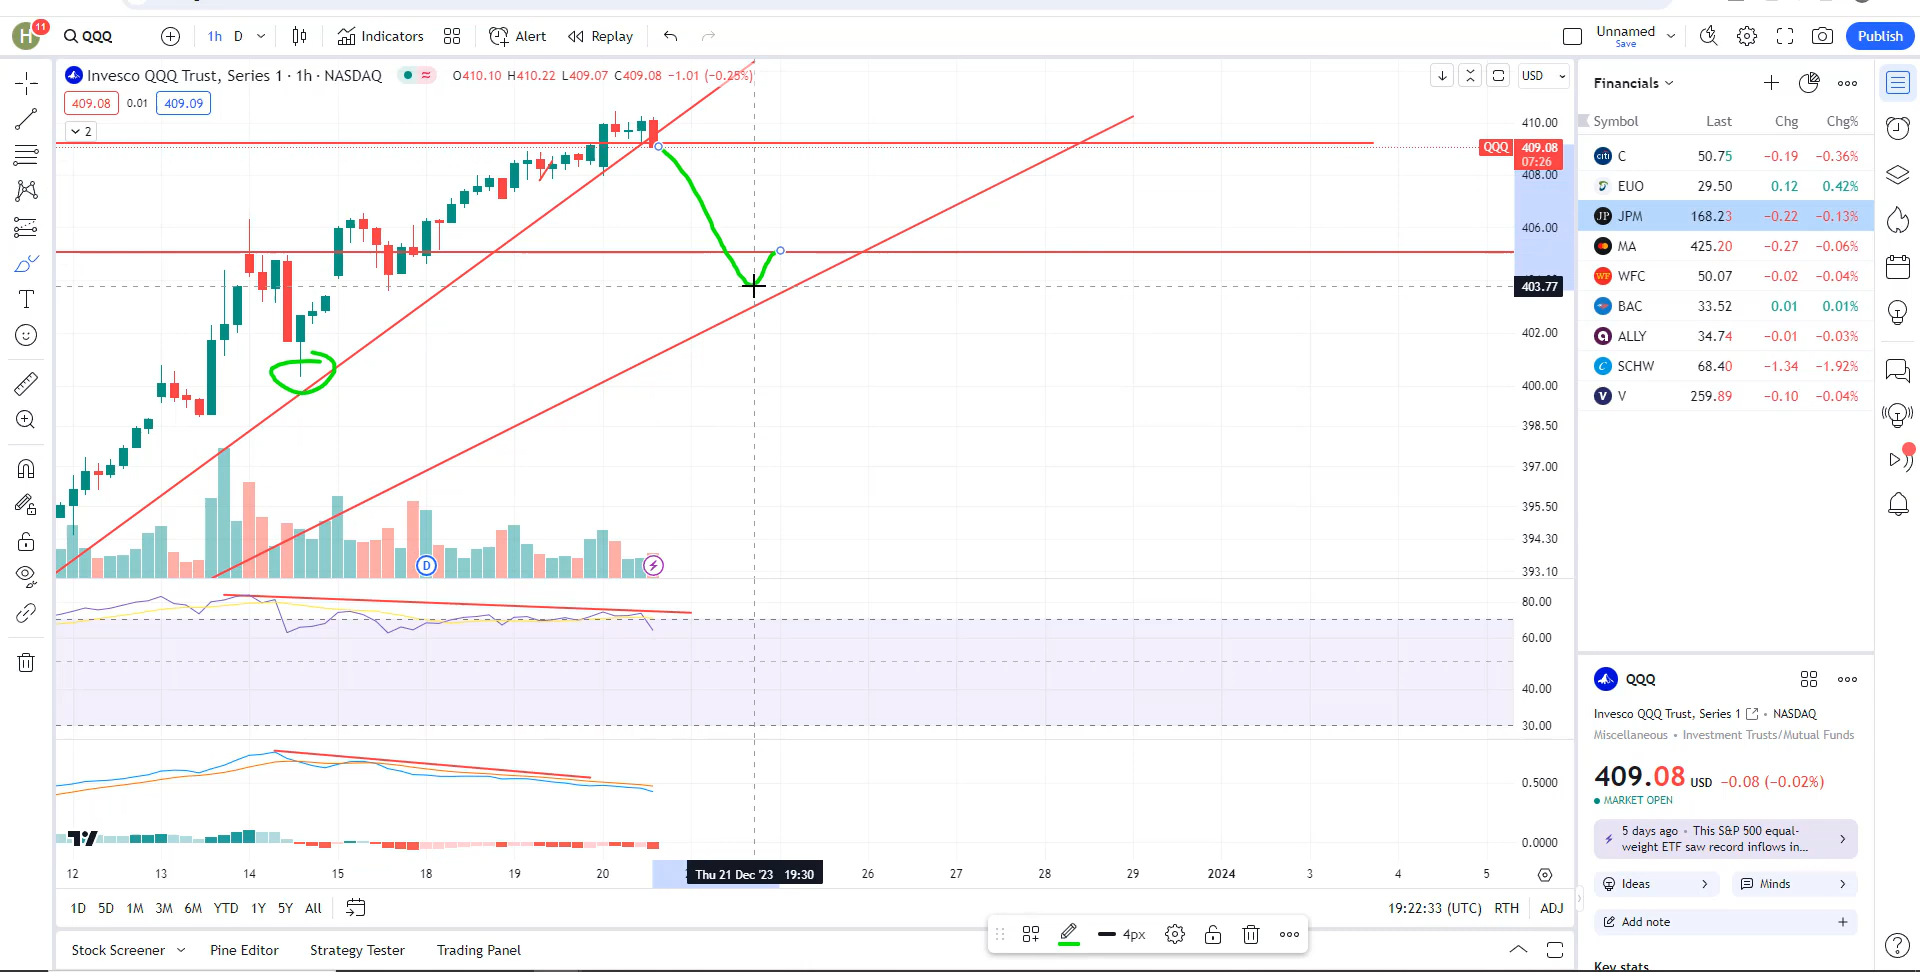 H
11
QQQ
1h
D
Indicators
Alert
Replay
Unnamed
Save
Publish
Invesco QQQ Trust, Series 1 · 1h · NASDAQ
O410.10 H410.22 L409.07 C409.08 −1.01 (−0.25%)
409.08
0.01
409.09
2
USD
410.00
QQQ
409.08
07:26
408.00
406.00
403.77
402.00
400.00
398.50
397.00
395.50
394.30
393.10
D
80.00
60.00
40.00
30.00
0.5000
0.0000
12
13
14
15
18
19
20
Thu 21 Dec '23 19:30
26
27
28
29
2024
3
4
5
1D
5D
1M
3M
6M
YTD
1Y
5Y
All
19:22:33 (UTC)
RTH
ADJ
4px
Stock Screener
Pine Editor
Strategy Tester
Trading Panel
Financials
Symbol Last Chg Chg%
citi C 50.75 −0.19 −0.36%
EUO 29.50 0.12 0.42%
JP JPM 168.23 −0.22 −0.13%
MA 425.20 −0.27 −0.06%
WF WFC 50.07 −0.02 −0.04%
BAC 33.52 0.01 0.01%
ALLY 34.74 −0.01 −0.03%
SCHW 68.40 −1.34 −1.92%
V V 259.89 −0.10 −0.04%
QQQ
Invesco QQQ Trust, Series 1 • NASDAQ
Miscellaneous • Investment Trusts/Mutual Funds
409.08 USD −0.08 (−0.02%)
MARKET OPEN
5 days ago • This S&P 500 equal-
weight ETF saw record inflows in...
Ideas
Minds
Add note
Key stats